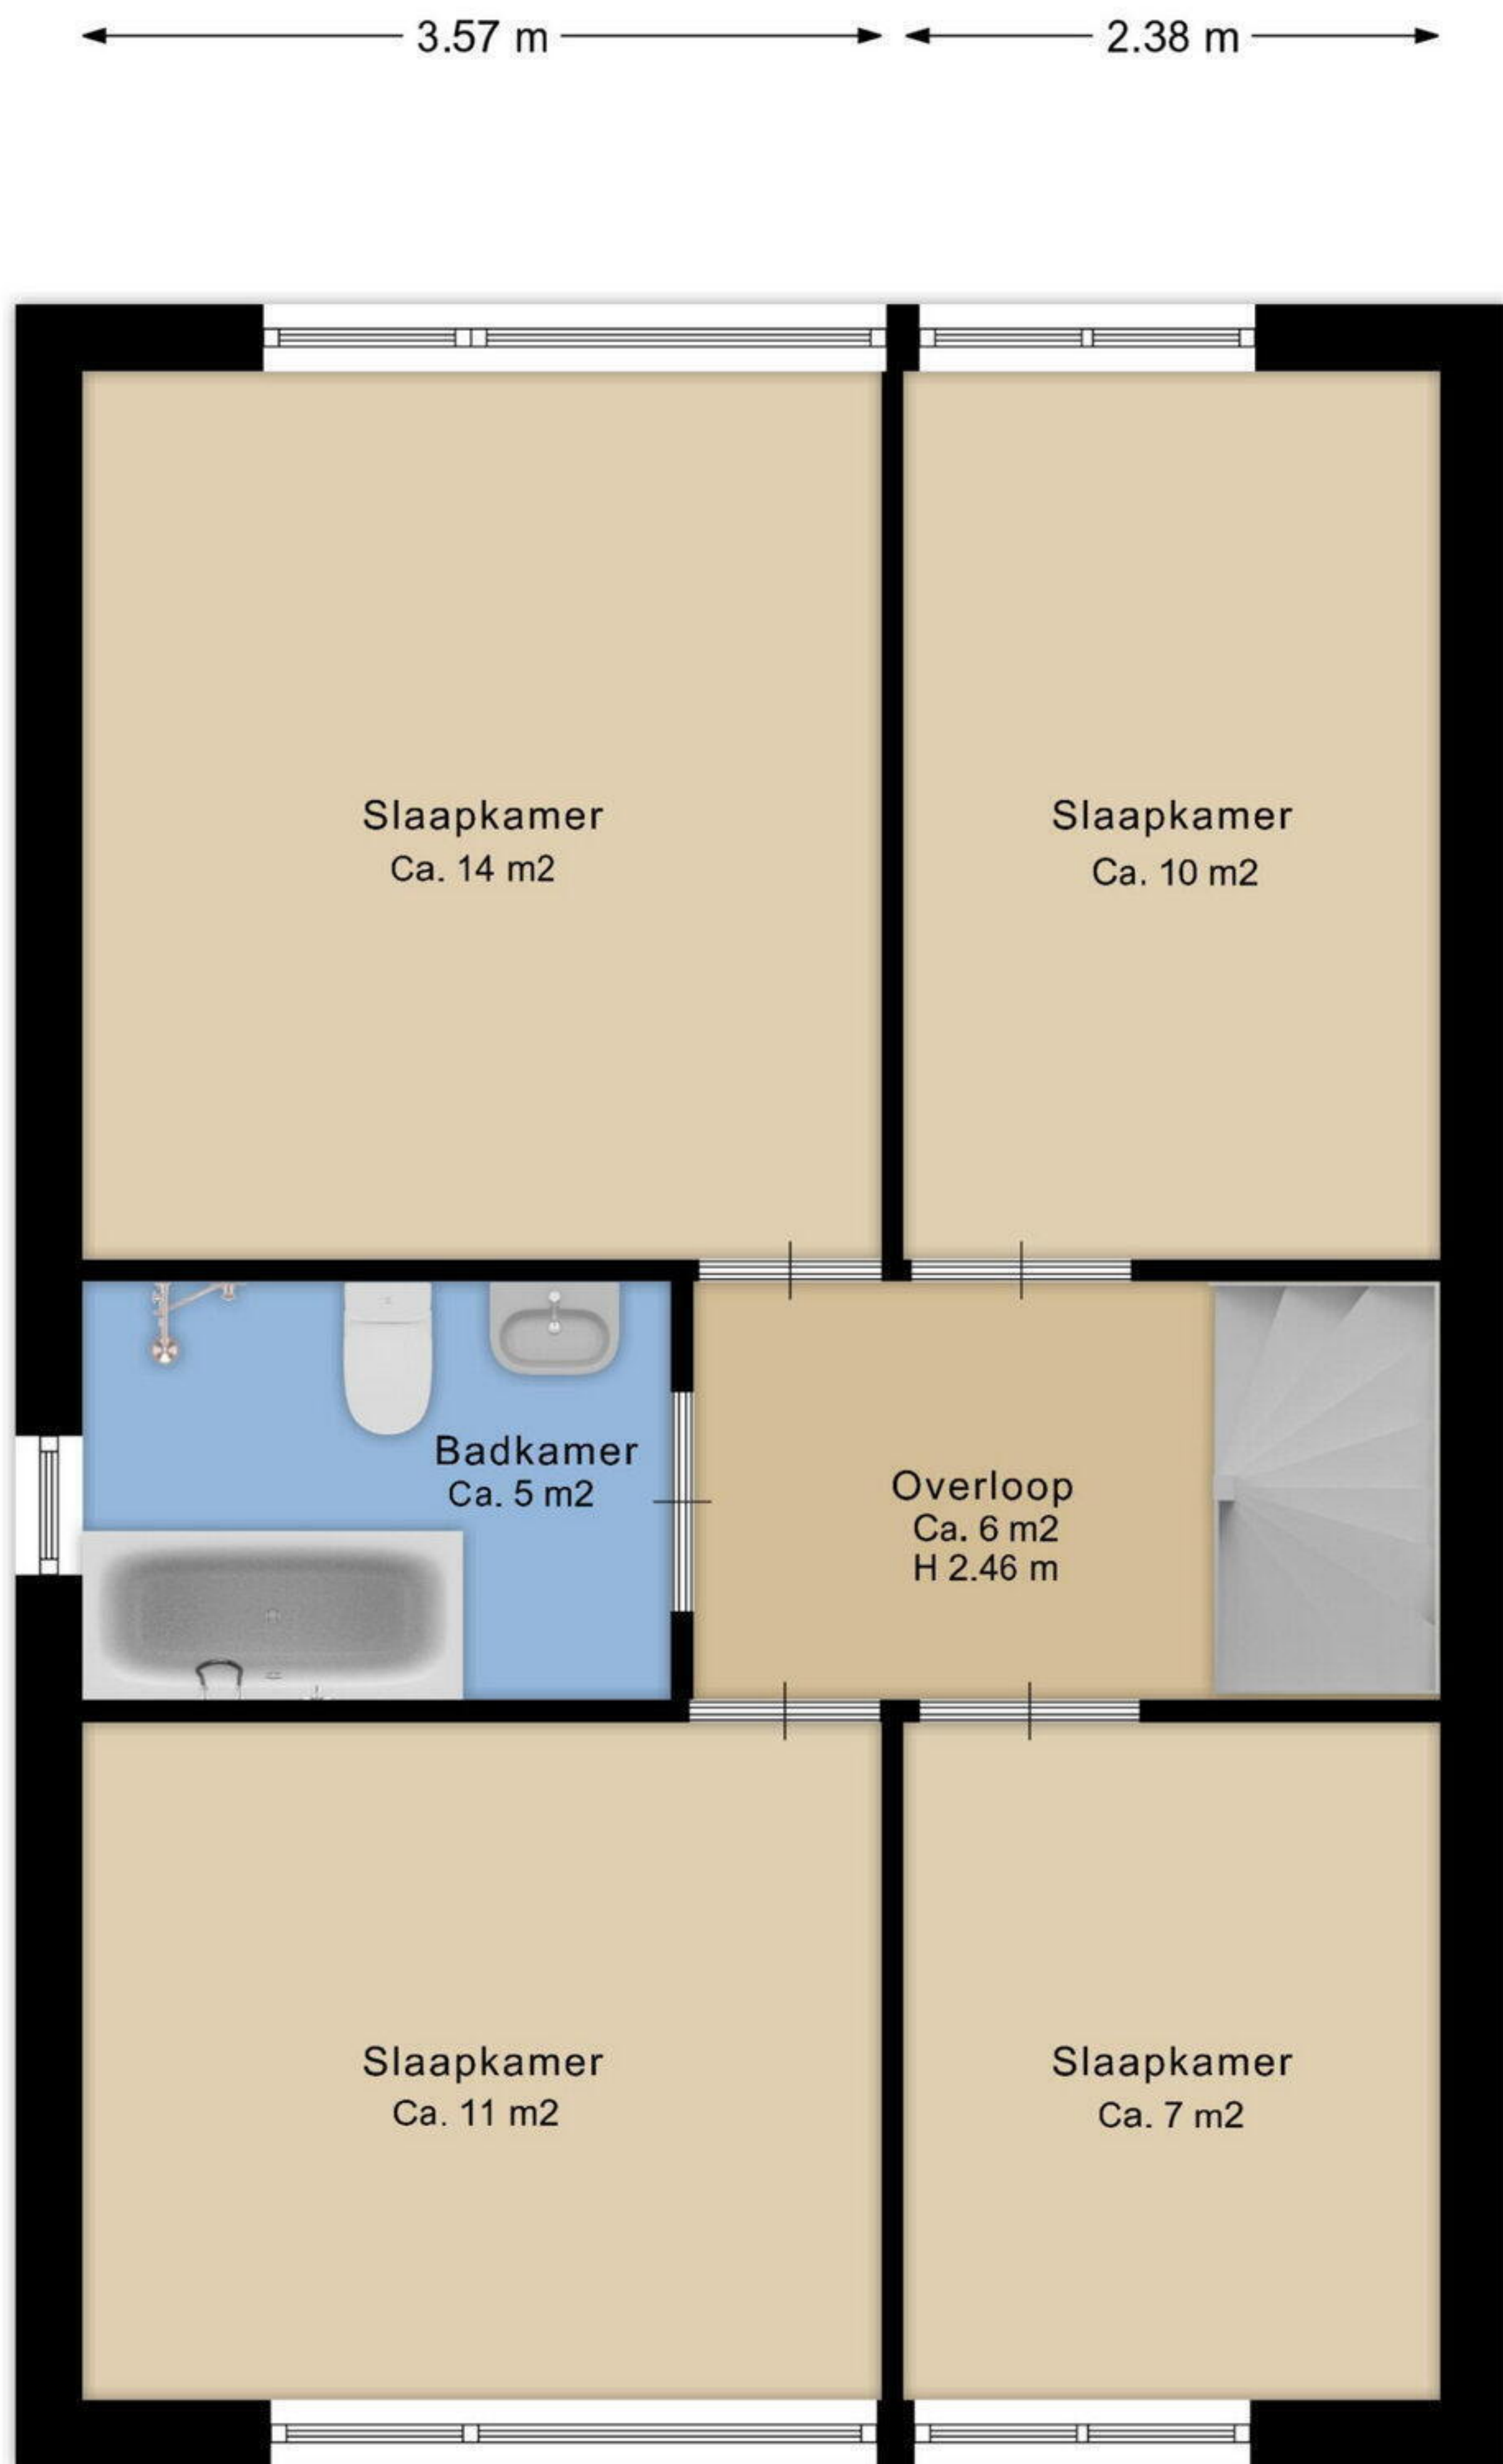 3.57 m
2.38 m
Slaapkamer
Ca. 14 m2
Slaapkamer
Ca. 10 m2
Badkamer
Ca. 5 m2
Overloop
Ca. 6 m2
H 2.46 m
Slaapkamer
Ca. 11 m2
Slaapkamer
Ca. 7 m2